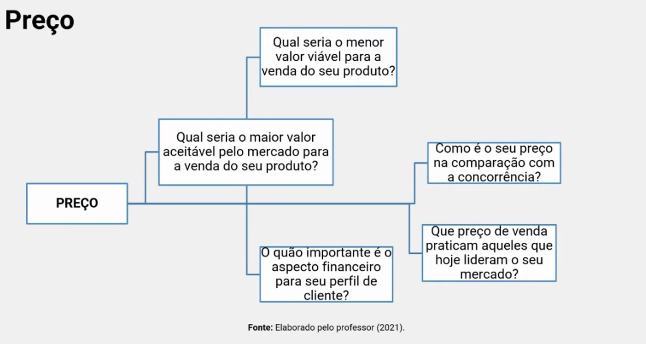 Preço
Qual seria o menor
valor viável para a
venda do seu produto?
Qual seria o maior valor
aceitável pelo mercado para
a venda do seu produto?
Como é o seu preço
na comparação com
a concorrência?
PREÇO
Que preço de venda
praticam aqueles que
hoje lideram o seu
mercado?
O quão importante é o
aspecto financeiro
para seu perfil de
cliente?
Fonte: Elaborado pelo professor (2021).